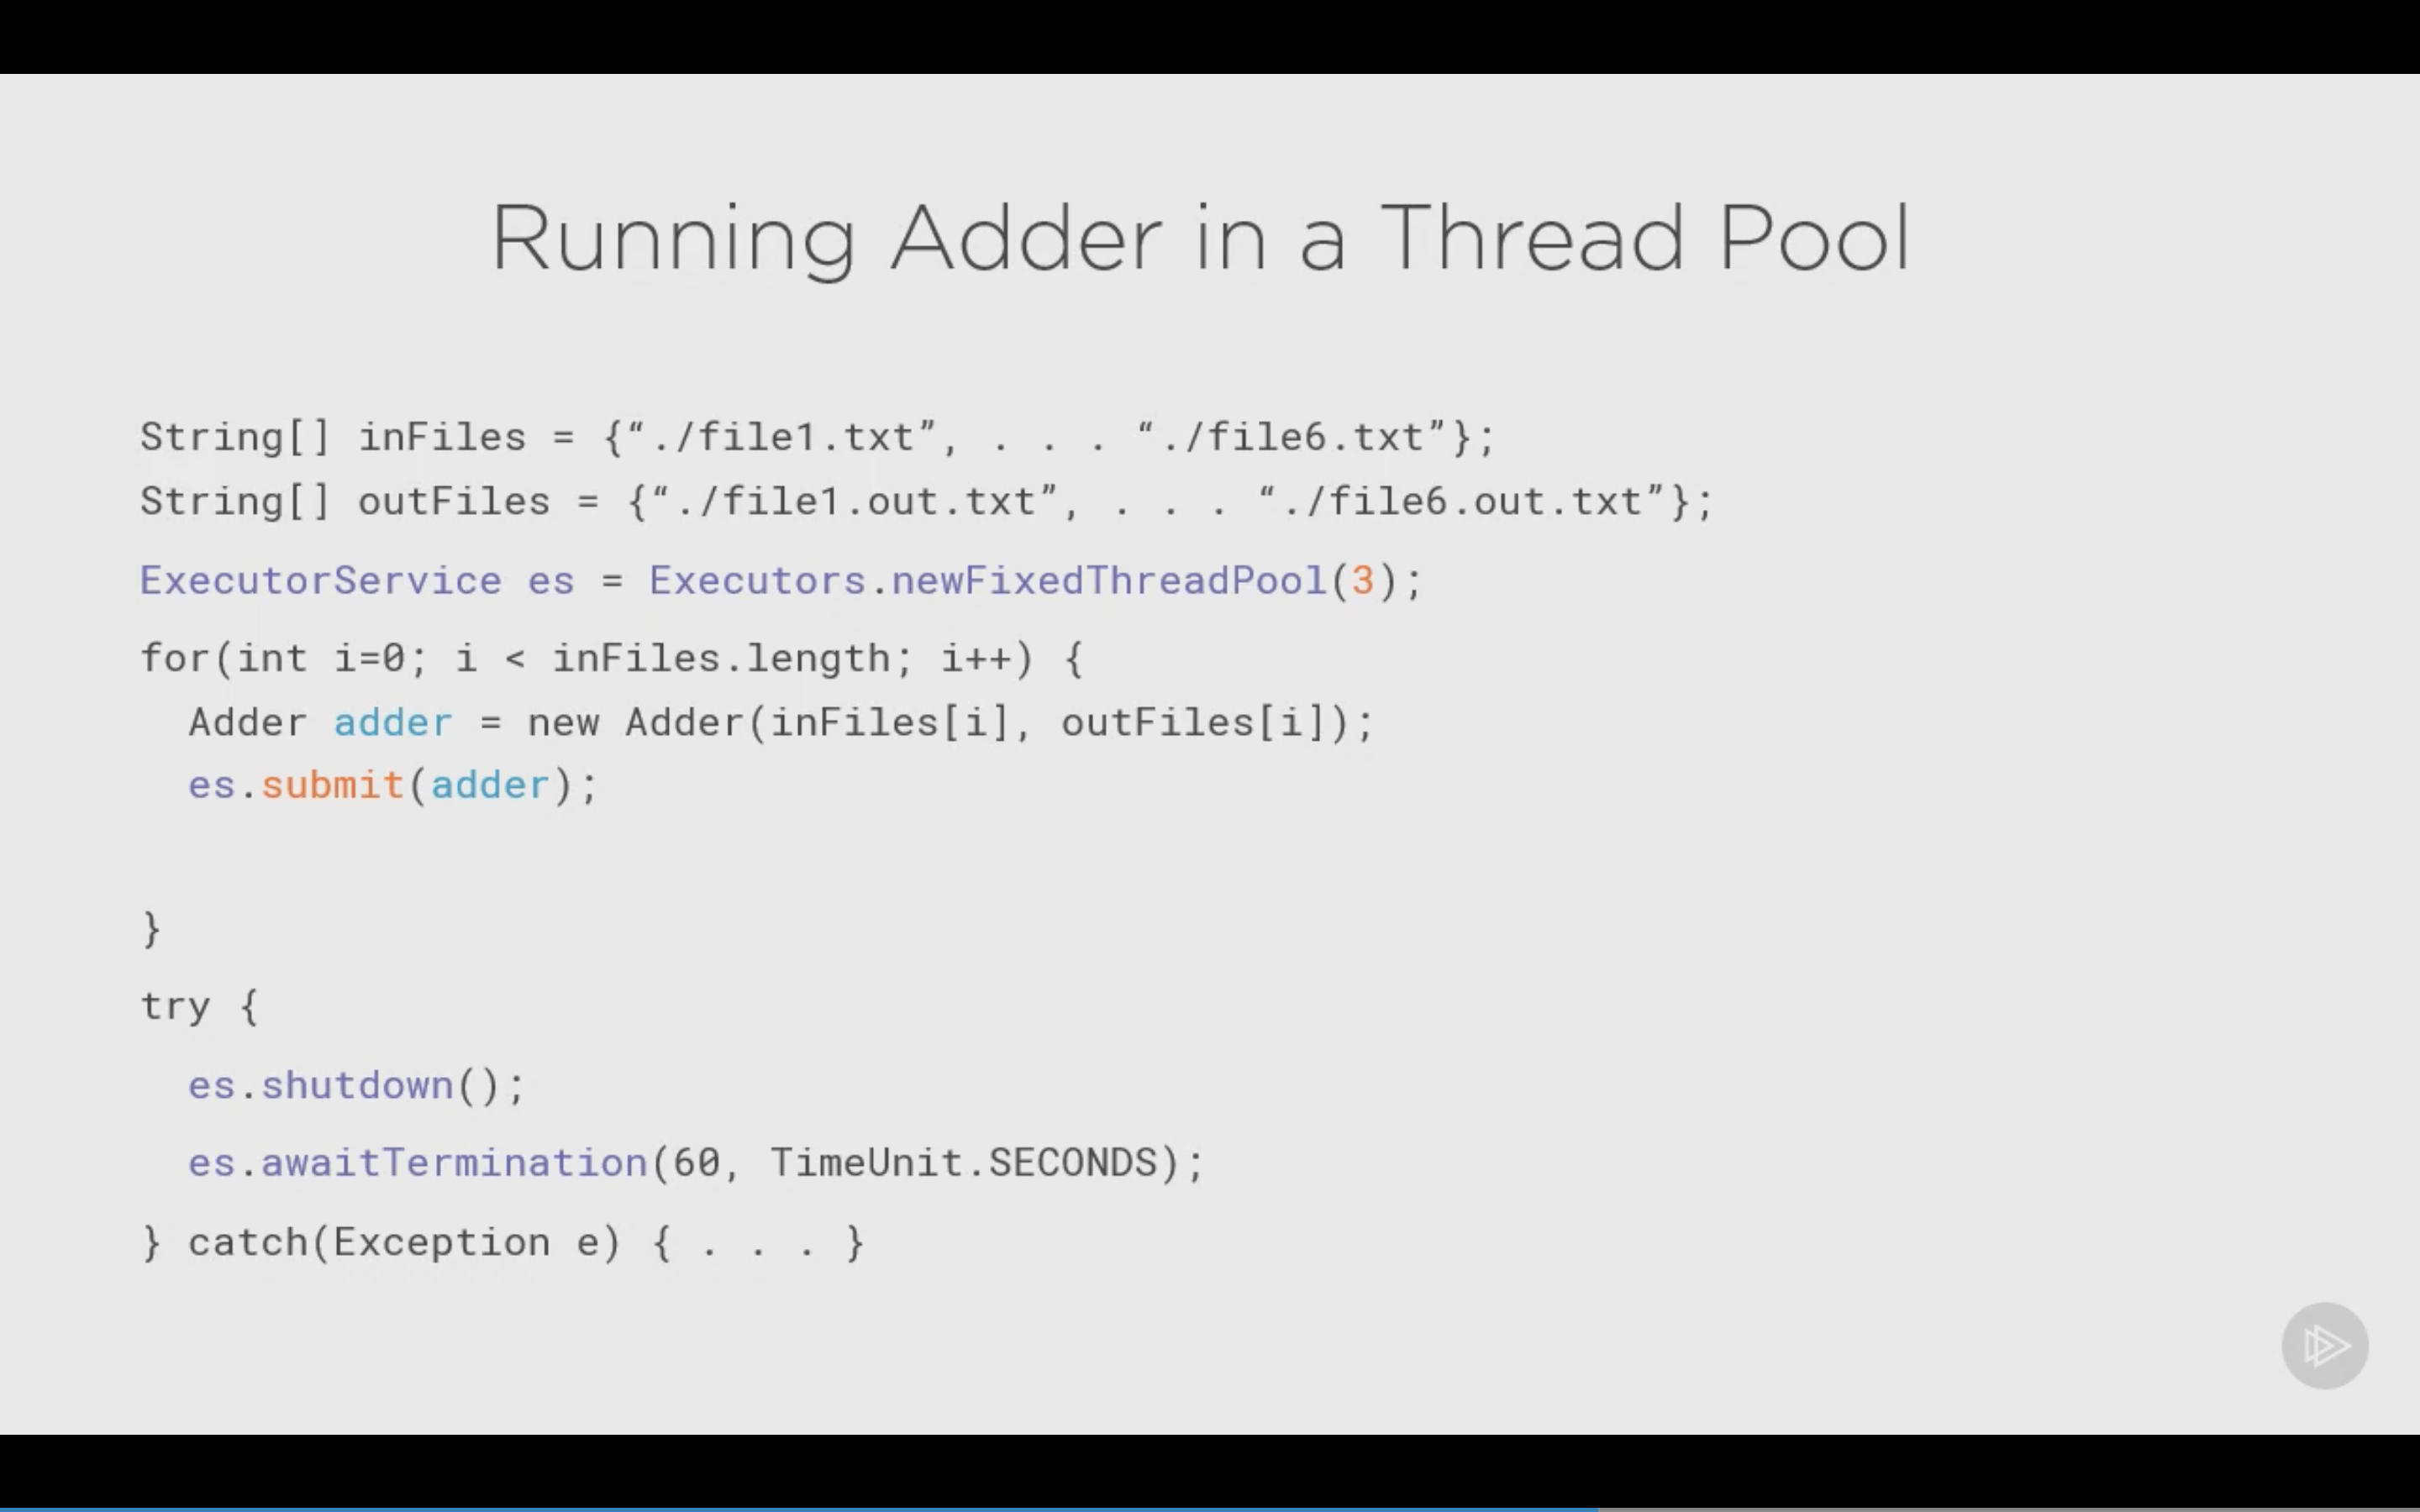 Running Adder in a Thread Pool
String[] inFiles = {“./file1.txt”, . . . “./file6.txt”};
String[] outFiles = {“./file1.out.txt”, . . . “./file6.out.txt”};
ExecutorService es = Executors.newFixedThreadPool(3);
for(int i=0; i < inFiles.length; i++) {
Adder adder = new Adder(inFiles[i], outFiles[i]);
es.submit(adder);
}
try {
es.shutdown();
es.awaitTermination(60, TimeUnit.SECONDS);
} catch(Exception e) { . . . }